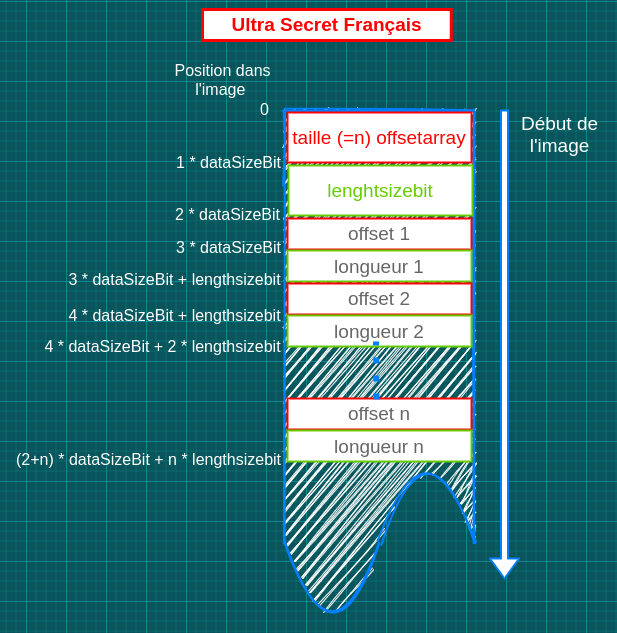 Ultra Secret Français
Position dans
l'image
0
Début de
l'image
taille (=n) offsetarray
1 * dataSizeBit
lenghtsizebit
2 * dataSizeBit
offset 1
3 * dataSizeBit
longueur 1
3 * dataSizeBit + lengthsizebit
offset 2
4 * dataSizeBit + lengthsizebit
longueur 2
4 * dataSizeBit + 2 * lengthsizebit
offset n
longueur n
(2+n) * dataSizeBit + n * lengthsizebit